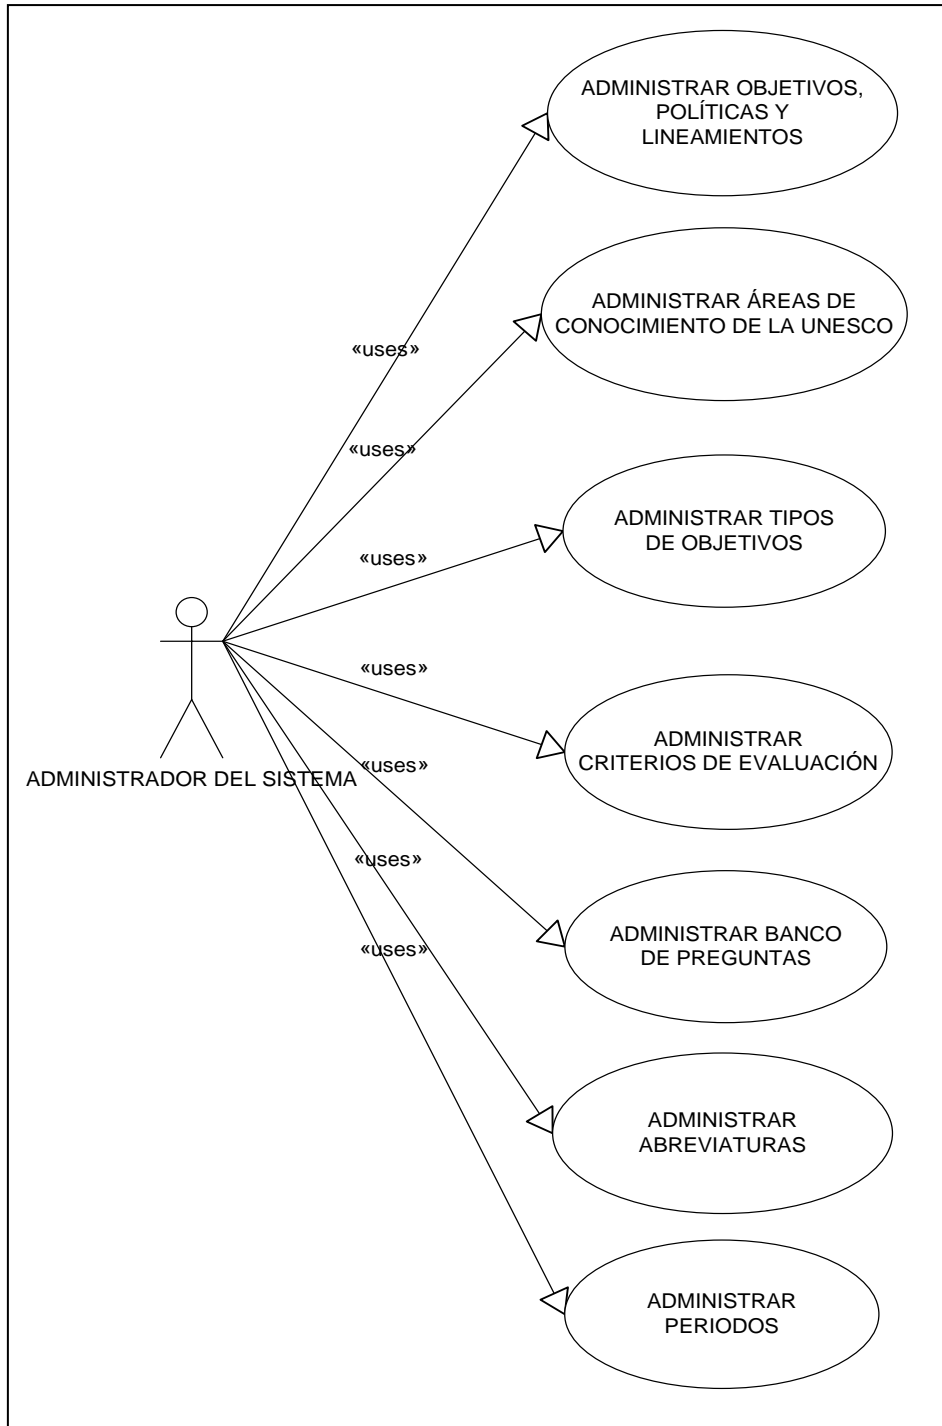 ADMINISTRAR OBJETIVOS,
POLÍTICAS Y
LINEAMIENTOS
ADMINISTRAR ÁREAS DE
CONOCIMIENTO DE LA UNESCO
«uses»
«uses»
ADMINISTRAR TIPOS
DE OBJETIVOS
«uses»
«uses»
ADMINISTRAR
CRITERIOS DE EVALUACIÓN
«uses»
ADMINISTRADOR DEL SISTEMA
«uses»
ADMINISTRAR BANCO
DE PREGUNTAS
«uses»
ADMINISTRAR
ABREVIATURAS
ADMINISTRAR
PERIODOS